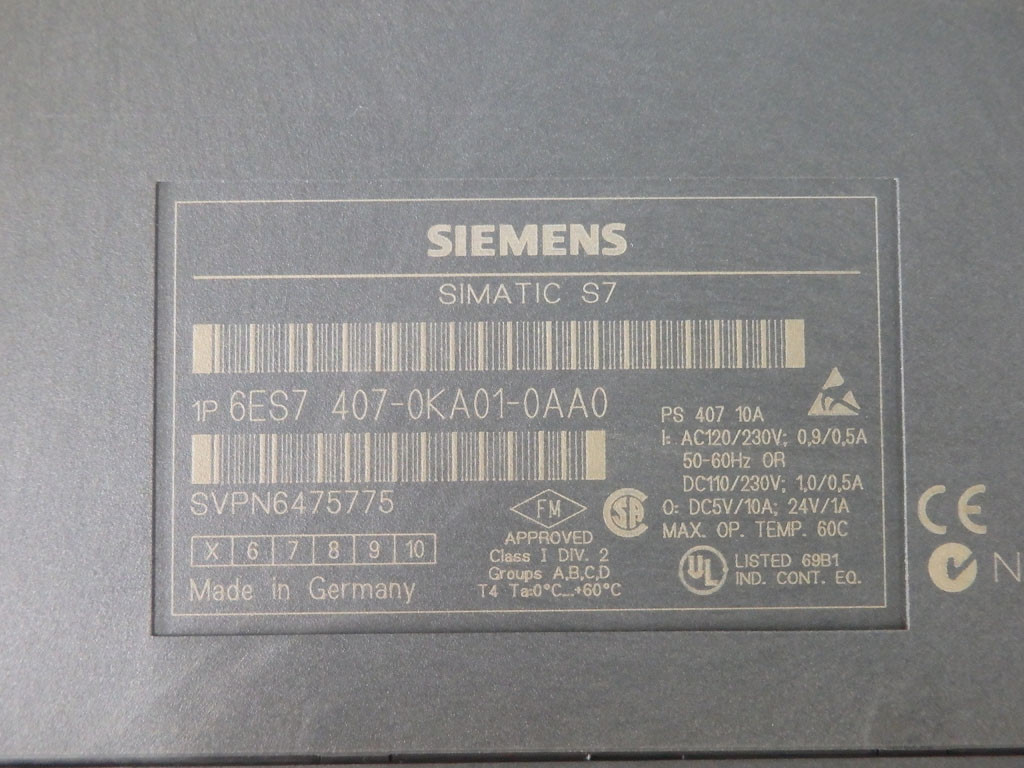 SIEMENS
SIMATIC S7
1P 6ES7 407-0KA01-0AA0
SVPN6475775
X 6 7 8 9 10
Made in Germany
FM
APPROVED
Class I DIV. 2
Groups A,B,C,D
T4 Ta:0°C...+60°C
SA
PS 407 10A
I: AC120/230V; 0,9/0,5A
50-60Hz OR
DC110/230V; 1,0/0,5A
O: DC5V/10A; 24V/1A
MAX. OP. TEMP. 60C
UL
LISTED 69B1
IND. CONT. EQ.
CE
N